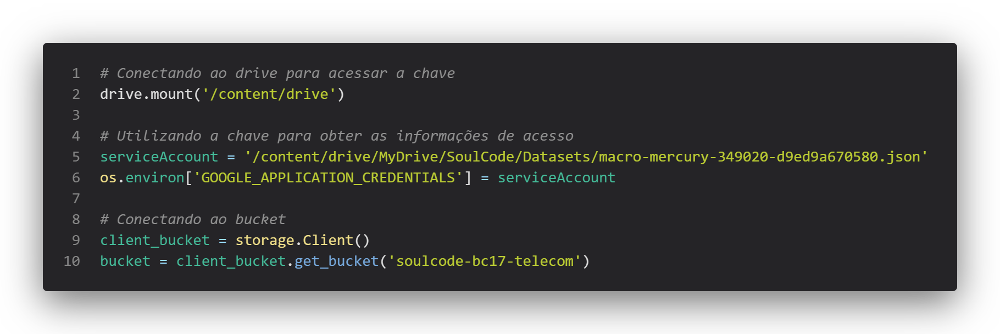 1 # Conectando ao drive para acessar a chave
2 drive.mount('/content/drive')
3
4 # Utilizando a chave para obter as informações de acesso
5 serviceAccount = '/content/drive/MyDrive/SoulCode/Datasets/macro-mercury-349020-d9ed9a670580.json'
6 os.environ['GOOGLE_APPLICATION_CREDENTIALS'] = serviceAccount
7
8 # Conectando ao bucket
9 client_bucket = storage.Client()
10 bucket = client_bucket.get_bucket('soulcode-bc17-telecom')